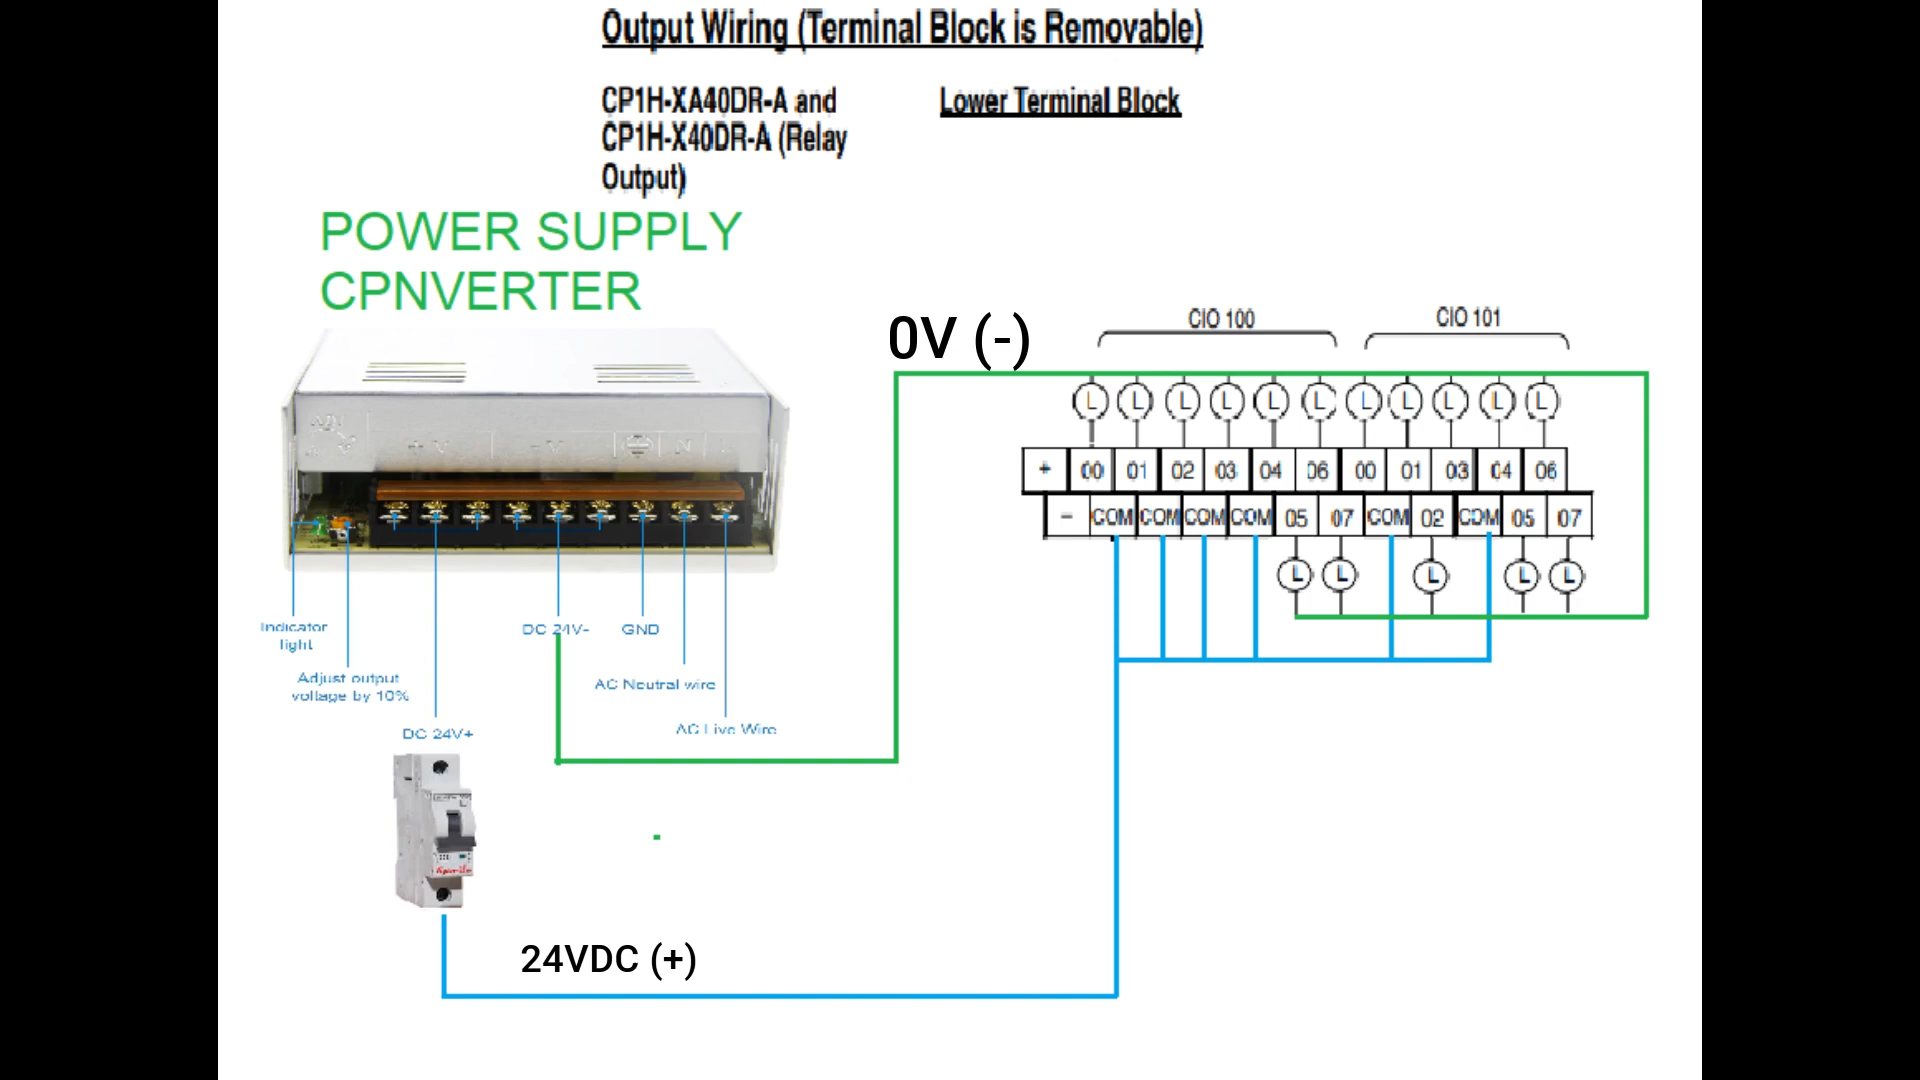 Output Wiring (Terminal Block is Removable)
CP1H-XA40DR-A and
CP1H-X40DR-A (Relay
Output)
Lower Terminal Block
POWER SUPPLY
CPNVERTER
0V (-)
CIO 100
CIO 101
L L L L L L L L L L L
+ 00 01 02 03 04 06 00 01 03 04 06
- COM COM COM COM 05 07 COM 02 COM 05 07
L L L L L
ADJ
+V -V N L
Indicator
light
Adjust output
voltage by 10%
DC 24V+
DC 24V-
GND
AC Neutral wire
AC Live Wire
24VDC (+)